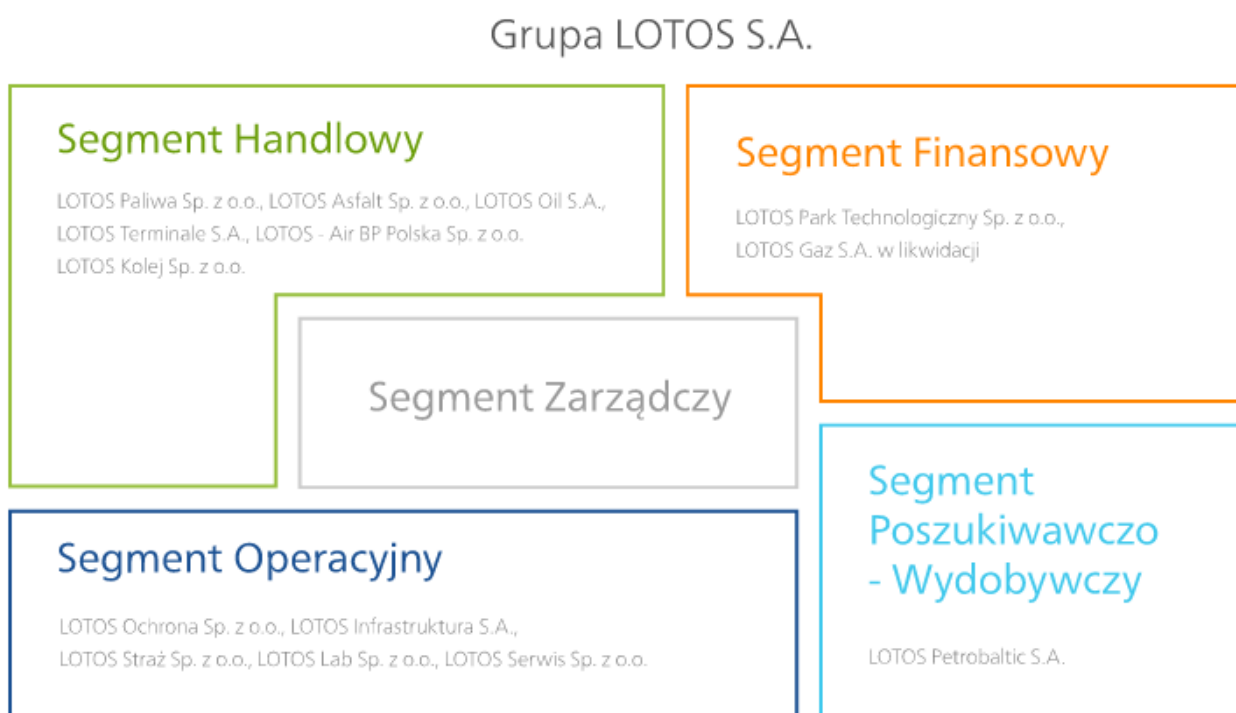 Grupa LOTOS S.A.
Segment Handlowy
LOTOS Paliwa Sp. z o.o., LOTOS Asfalt Sp. z o.o., LOTOS Oil S.A.,
LOTOS Terminale S.A., LOTOS - Air BP Polska Sp. z o.o.
LOTOS Kolej Sp. z o.o.
Segment Finansowy
LOTOS Park Technologiczny Sp. z o.o.,
LOTOS Gaz S.A. w likwidacji
Segment Zarządczy
Segment Operacyjny
LOTOS Ochrona Sp. z o.o., LOTOS Infrastruktura S.A.,
LOTOS Straż Sp. z o.o., LOTOS Lab Sp. z o.o., LOTOS Serwis Sp. z o.o.
Segment
Poszukiwawczo
- Wydobywczy
LOTOS Petrobaltic S.A.